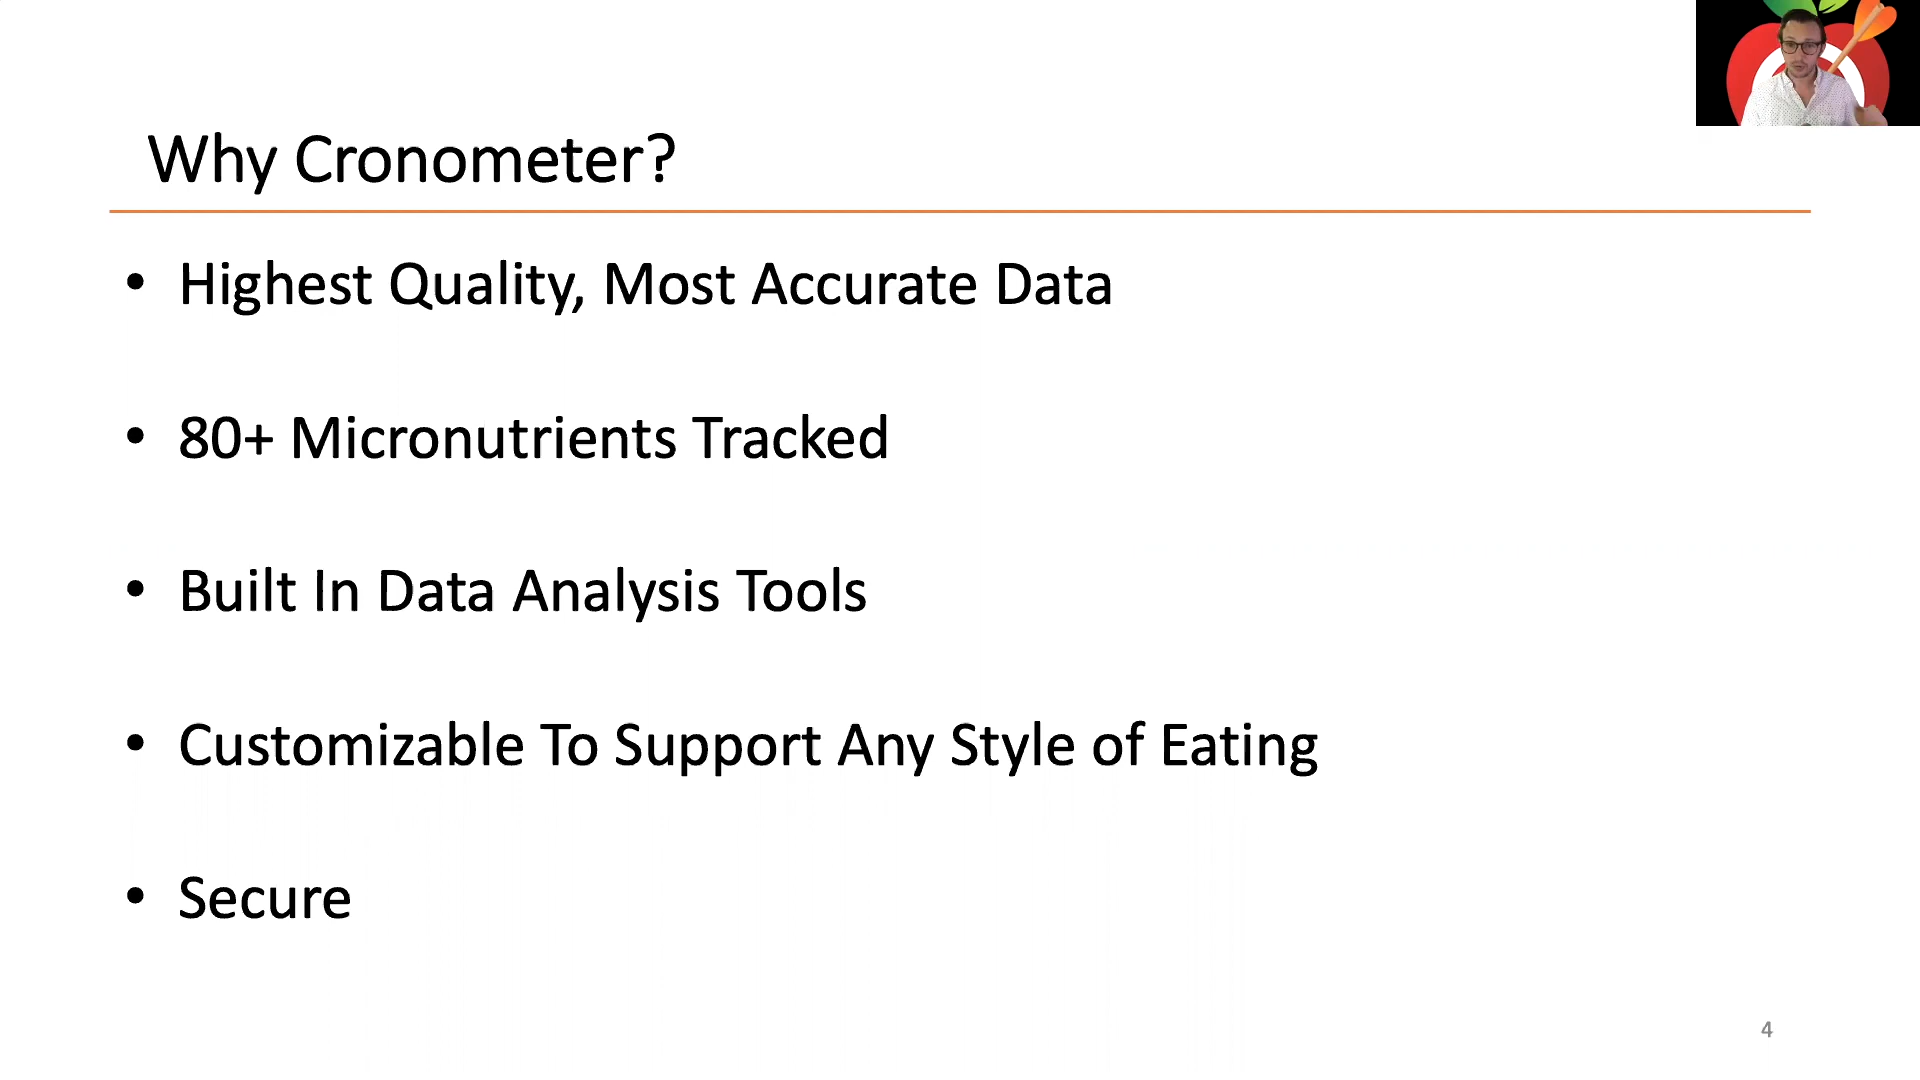 Why Cronometer?
• Highest Quality, Most Accurate Data
• 80+ Micronutrients Tracked
• Built In Data Analysis Tools
• Customizable To Support Any Style of Eating
• Secure
4